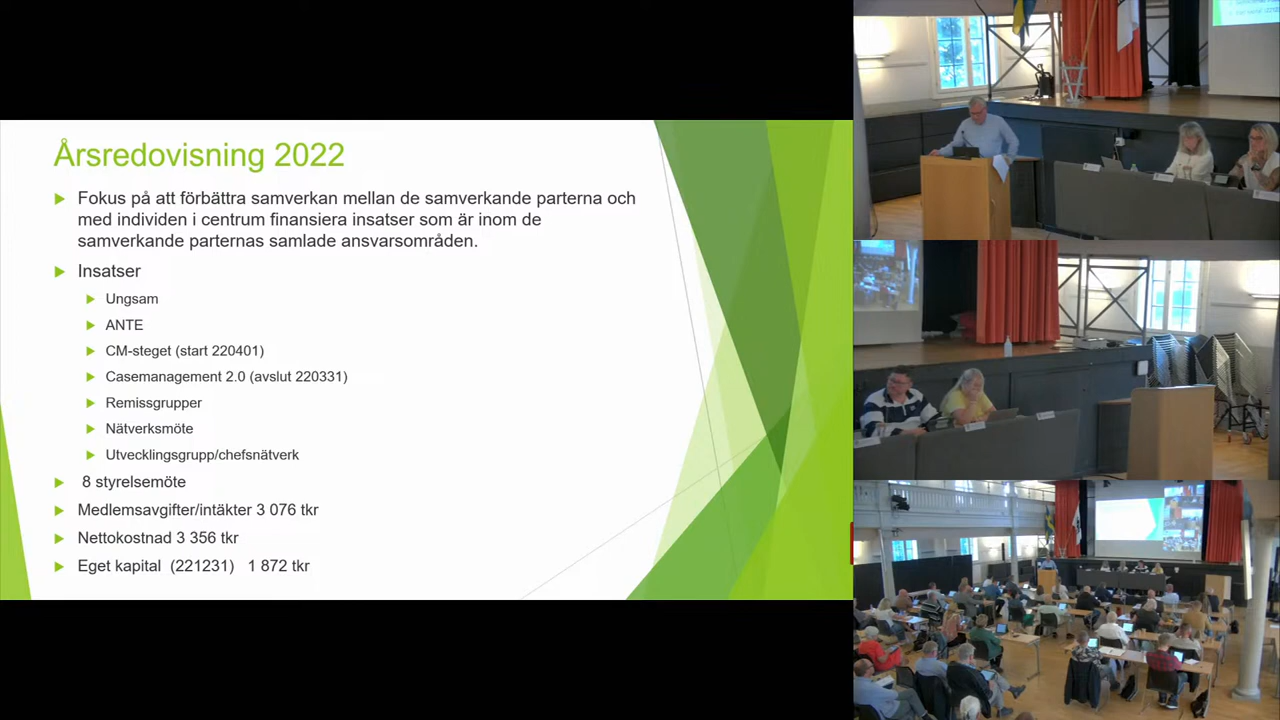 Årsredovisning 2022
Fokus på att förbättra samverkan mellan de samverkande parterna och
med individen i centrum finansiera insatser som är inom de
samverkande parternas samlade ansvarsområden.
Insatser
Ungsam
ANTE
CM-steget (start 220401)
Casemanagement 2.0 (avslut 220331)
Remissgrupper
Nätverksmöte
Utvecklingsgrupp/chefsnätverk
8 styrelsemöte
Medlemsavgifter/intäkter 3 076 tkr
Nettokostnad 3 356 tkr
Eget kapital (221231) 1 872 tkr